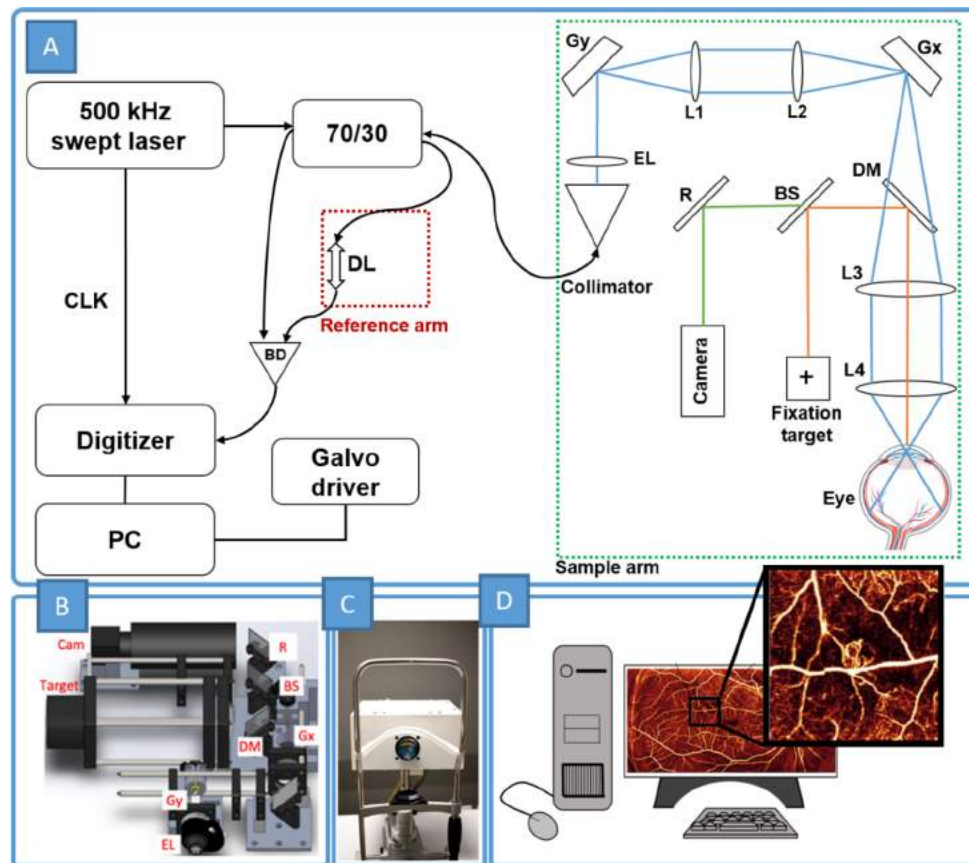 A
500 kHz
swept laser
70/30
CLK
DL
Reference arm
BD
Digitizer
PC
Galvo
driver
Gy
Gx
L1
L2
EL
Collimator
R
BS
DM
L3
L4
Camera
+
Fixation
target
Eye
Sample arm
B
Cam
Target
R
BS
Gx
DM
Gy
EL
C
D